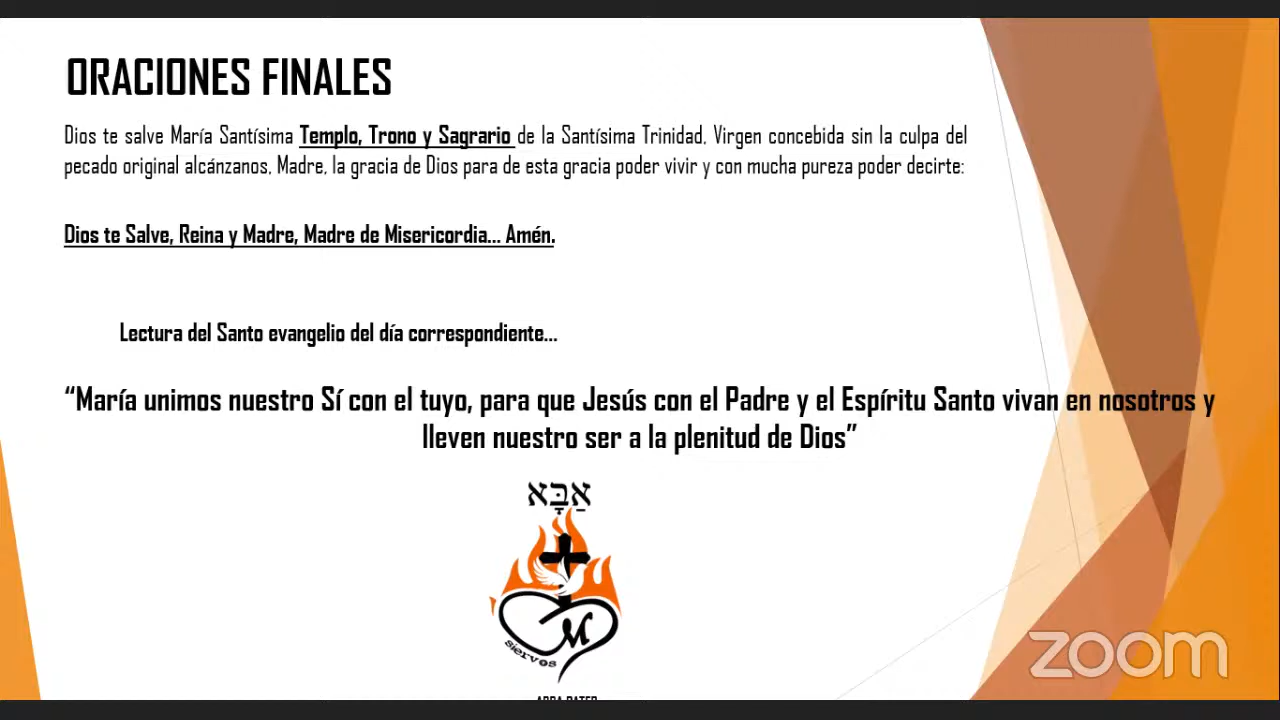 ORACIONES FINALES
Dios te salve María Santísima Templo, Trono y Sagrario de la Santísima Trinidad, Virgen concebida sin la culpa del
pecado original alcánzanos, Madre, la gracia de Dios para de esta gracia poder vivir y con mucha pureza poder decirte:
Dios te Salve, Reina y Madre, Madre de Misericordia... Amén.
Lectura del Santo evangelio del día correspondiente...
“María unimos nuestro Sí con el tuyo, para que Jesús con el Padre y el Espíritu Santo vivan en nosotros y
lleven nuestro ser a la plenitud de Dios”
אַבָּא
M
siervos
zoom